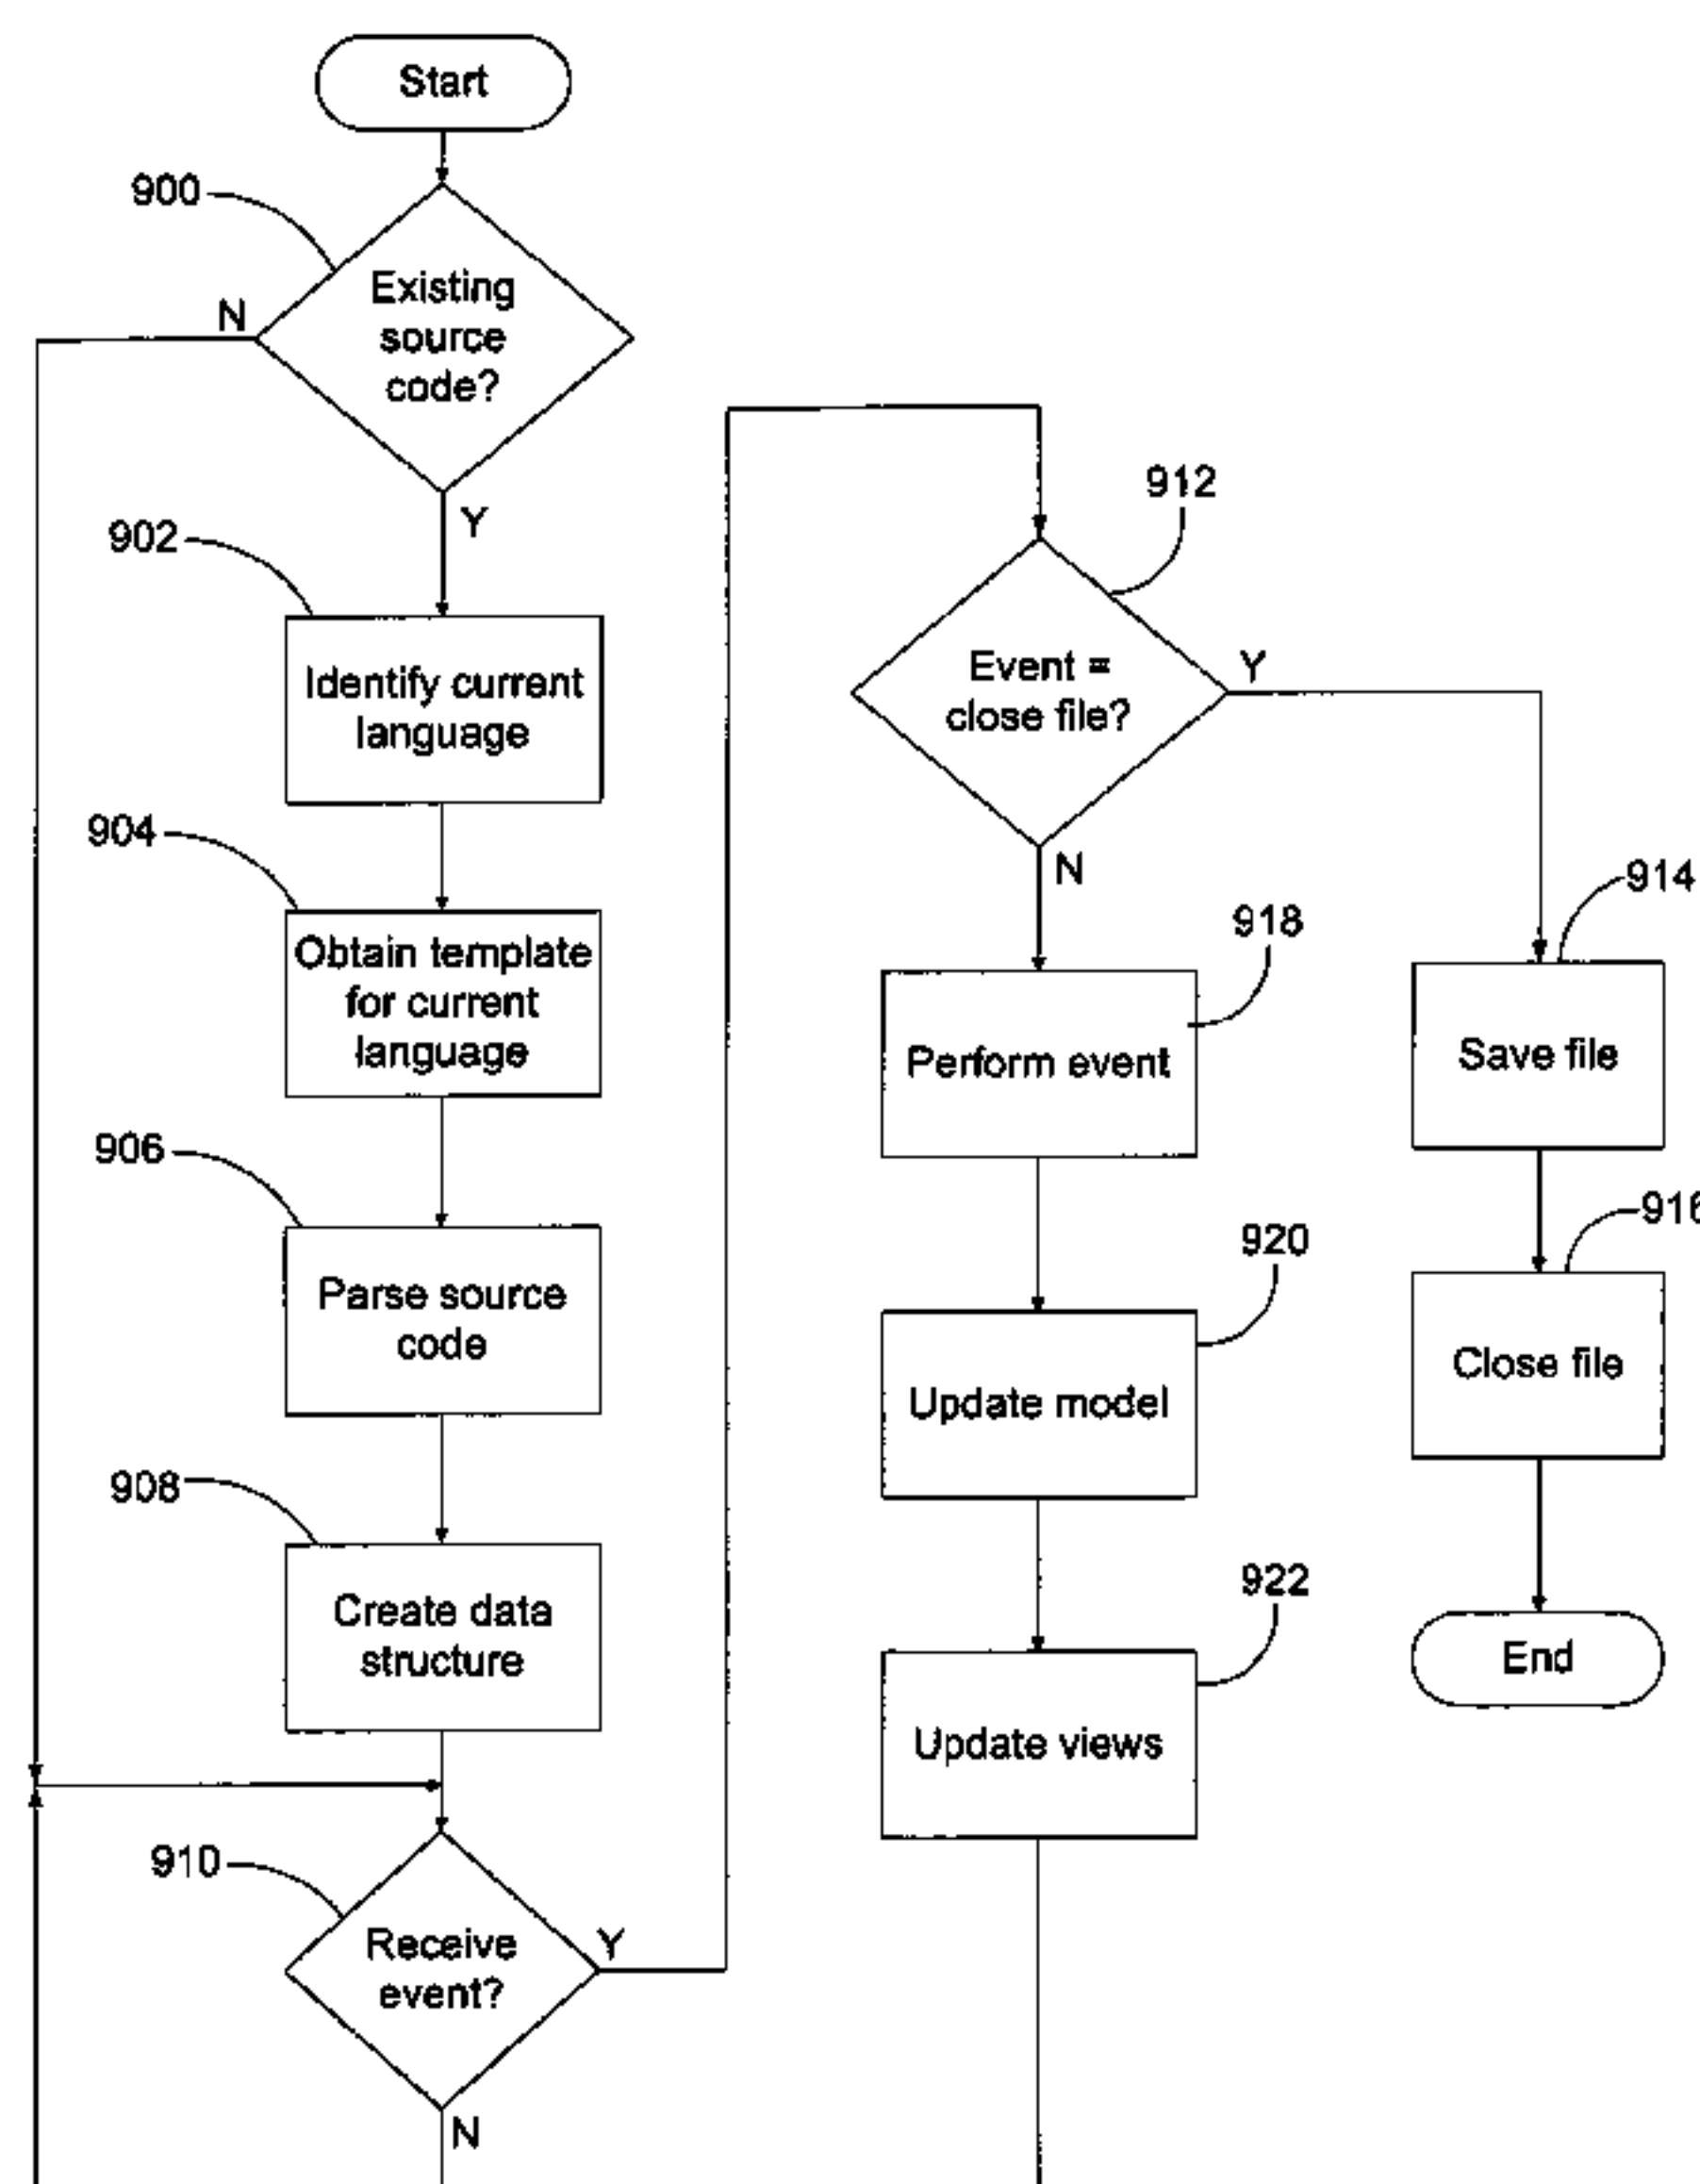 Start
900
Existing
source
code?
N
Y
902
Identify current
language
904
Obtain template
for current
language
906
Parse source
code
908
Create data
structure
910
Receive
event?
Y
N
912
Event =
close file?
Y
N
918
Perform event
920
Update model
922
Update views
914
Save file
916
Close file
End